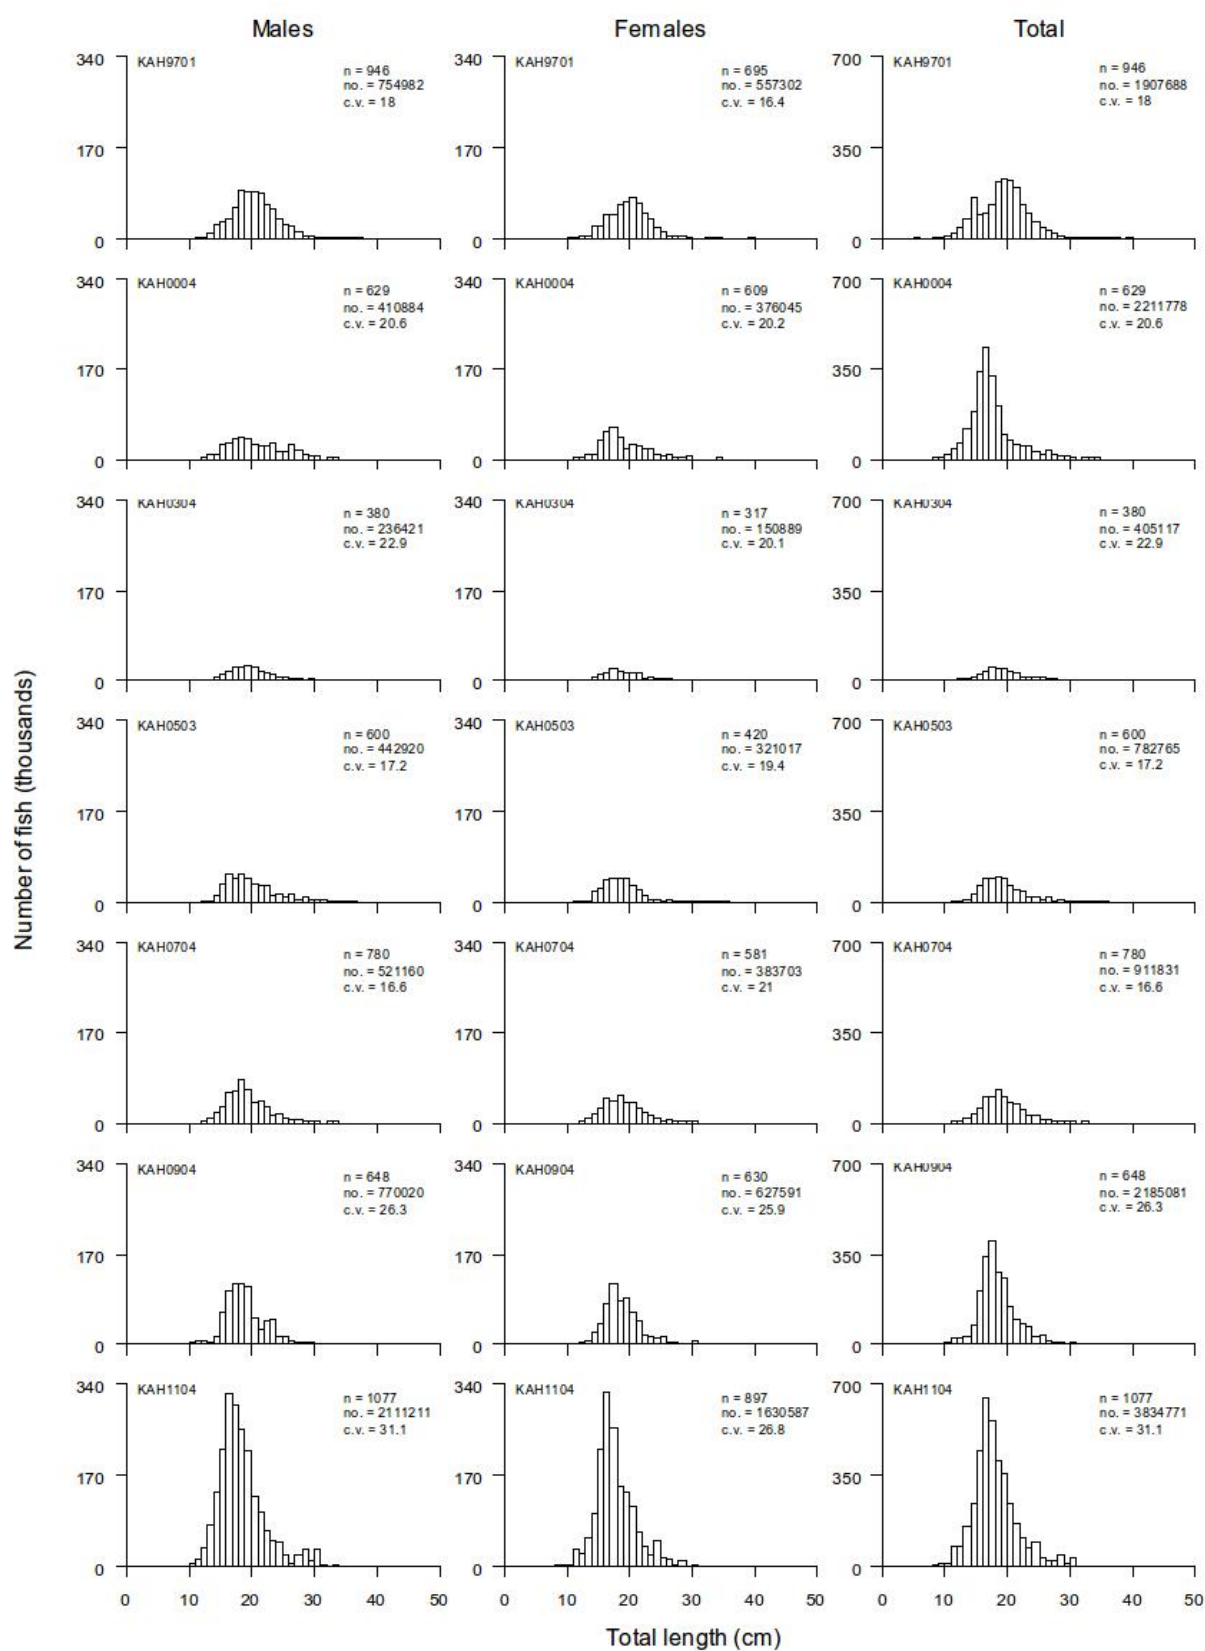 Males Females Total
340 KAH9701 n = 946 340 KAH9701 n = 695 700 KAH9701 n = 946
no. = 754982 no. = 557302 no. = 1907688
c.v. = 18 c.v. = 16.4 c.v. = 18
170 170 350
0 0 0
340 KAH0004 n = 629 340 KAH0004 n = 609 700 KAH0004 n = 629
no. = 410884 no. = 376045 no. = 2211778
c.v. = 20.6 c.v. = 20.2 c.v. = 20.6
170 170 350
0 0 0
340 KAH0304 n = 380 340 KAH0304 n = 317 700 KAH0304 n = 380
no. = 236421 no. = 150889 no. = 405117
c.v. = 22.9 c.v. = 20.1 c.v. = 22.9
170 170 350
0 0 0
340 KAH0503 n = 600 340 KAH0503 n = 420 700 KAH0503 n = 600
no. = 442920 no. = 321017 no. = 782765
c.v. = 17.2 c.v. = 19.4 c.v. = 17.2
170 170 350
0 0 0
340 KAH0704 n = 780 340 KAH0704 n = 581 700 KAH0704 n = 780
no. = 521160 no. = 383703 no. = 911831
c.v. = 16.6 c.v. = 21 c.v. = 16.6
170 170 350
0 0 0
340 KAH0904 n = 648 340 KAH0904 n = 630 700 KAH0904 n = 648
no. = 770020 no. = 627591 no. = 2185081
c.v. = 26.3 c.v. = 25.9 c.v. = 26.3
170 170 350
0 0 0
340 KAH1104 n = 1077 340 KAH1104 n = 897 700 KAH1104 n = 1077
no. = 2111211 no. = 1630587 no. = 3834771
c.v. = 31.1 c.v. = 26.8 c.v. = 31.1
170 170 350
0 0 0
0 10 20 30 40 50 0 10 20 30 40 50 0 10 20 30 40 50
Total length (cm)
Number of fish (thousands)